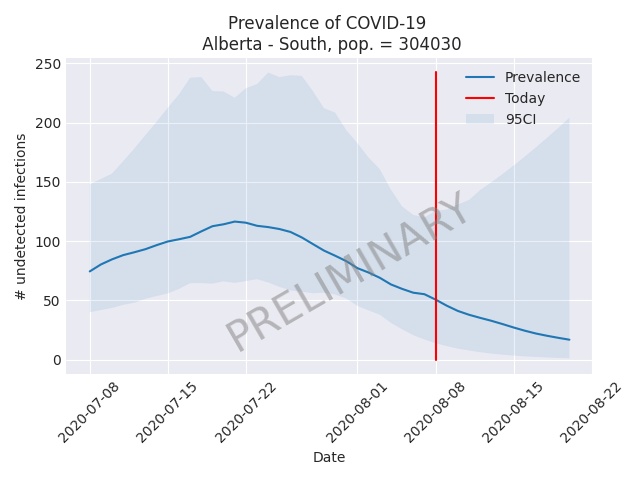 Prevalence of COVID-19
Alberta - South, pop. = 304030
250
200
150
100
50
0
# undetected infections
Prevalence
Today
95CI
PRELIMINARY
2020-07-08
2020-07-15
2020-07-22
2020-08-01
2020-08-08
2020-08-15
2020-08-22
Date